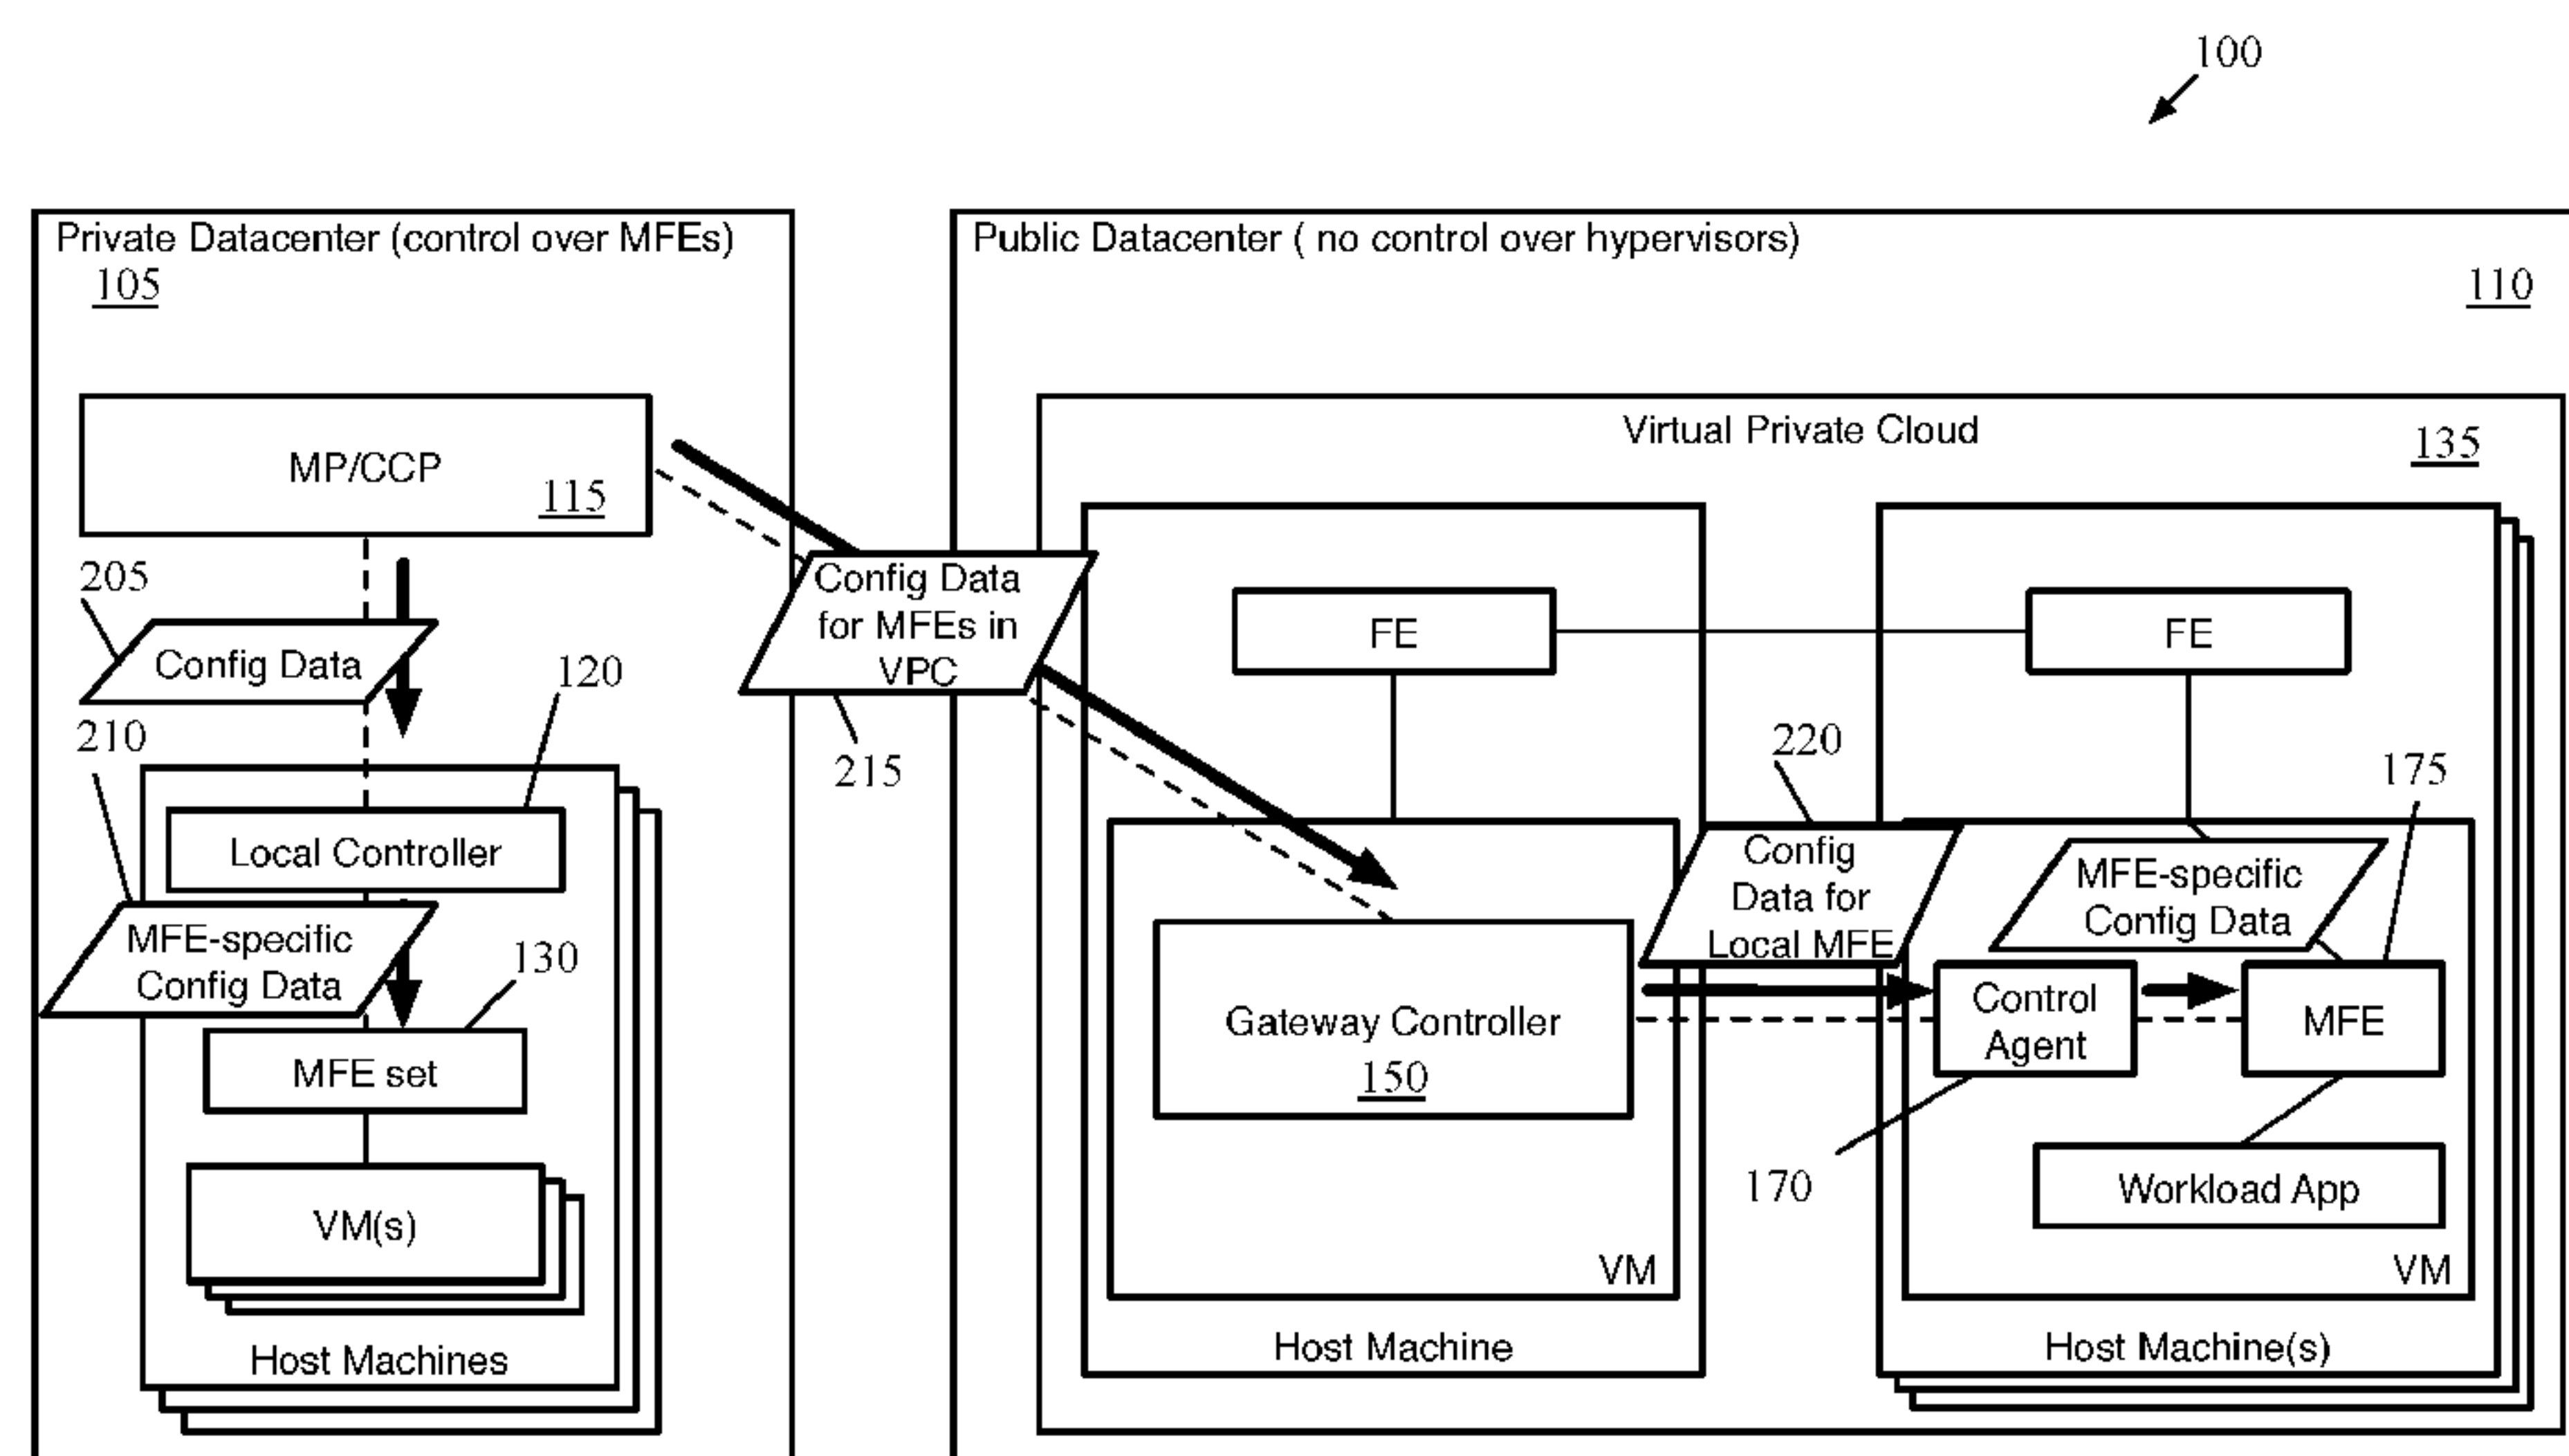 100
Private Datacenter (control over MFEs)
105
Public Datacenter ( no control over hypervisors)
110
MP/CCP
115
Virtual Private Cloud
135
205
Config Data
Config Data
for MFEs in
VPC
215
FE
FE
120
210
Local Controller
MFE-specific
Config Data
130
MFE set
VM(s)
Host Machines
220
Config
Data for
Local MFE
175
MFE-specific
Config Data
Gateway Controller
150
Control
Agent
MFE
170
Workload App
VM
VM
Host Machine
Host Machine(s)